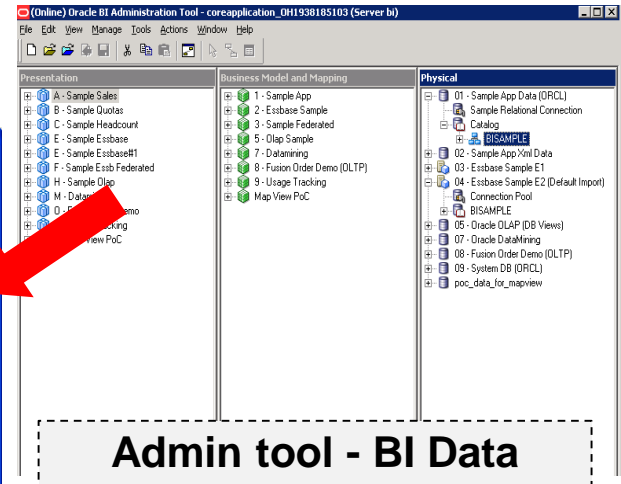 (Online) Oracle BI Administration Tool - coreapplication_OH1938185103 (Server bi)
File Edit View Manage Tools Actions Window Help
Presentation
A - Sample Sales
B - Sample Quotas
C - Sample Headcount
E - Sample Essbase
E - Sample Essbase#1
F - Sample Essb Federated
H - Sample Olap
M - Datami
emo
king
View PoC
Business Model and Mapping
1 - Sample App
2 - Essbase Sample
3 - Sample Federated
5 - Olap Sample
7 - Datamining
8 - Fusion Order Demo (OLTP)
9 - Usage Tracking
Map View PoC
Physical
01 - Sample App Data (ORCL)
Sample Relational Connection
Catalog
BISAMPLE
02 - Sample App Xml Data
03 - Essbase Sample E1
04 - Essbase Sample E2 (Default Import)
Connection Pool
BISAMPLE
05 - Oracle OLAP (DB Views)
07 - Oracle DataMining
08 - Fusion Order Demo (OLTP)
09 - System DB (ORCL)
poc_data_for_mapview
Admin tool - BI Data